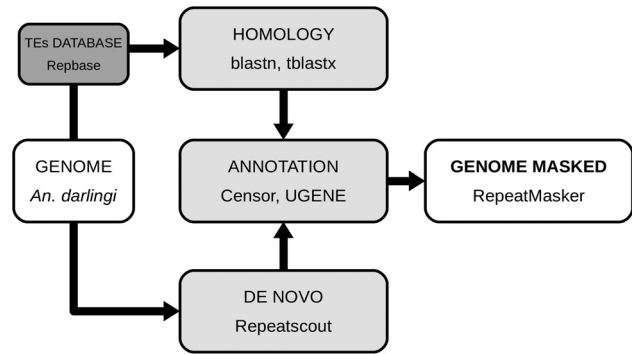 TEs DATABASE
Repbase
HOMOLOGY
blastn, tblastx
GENOME
An. darlingi
ANNOTATION
Censor, UGENE
GENOME MASKED
RepeatMasker
DE NOVO
Repeatscout